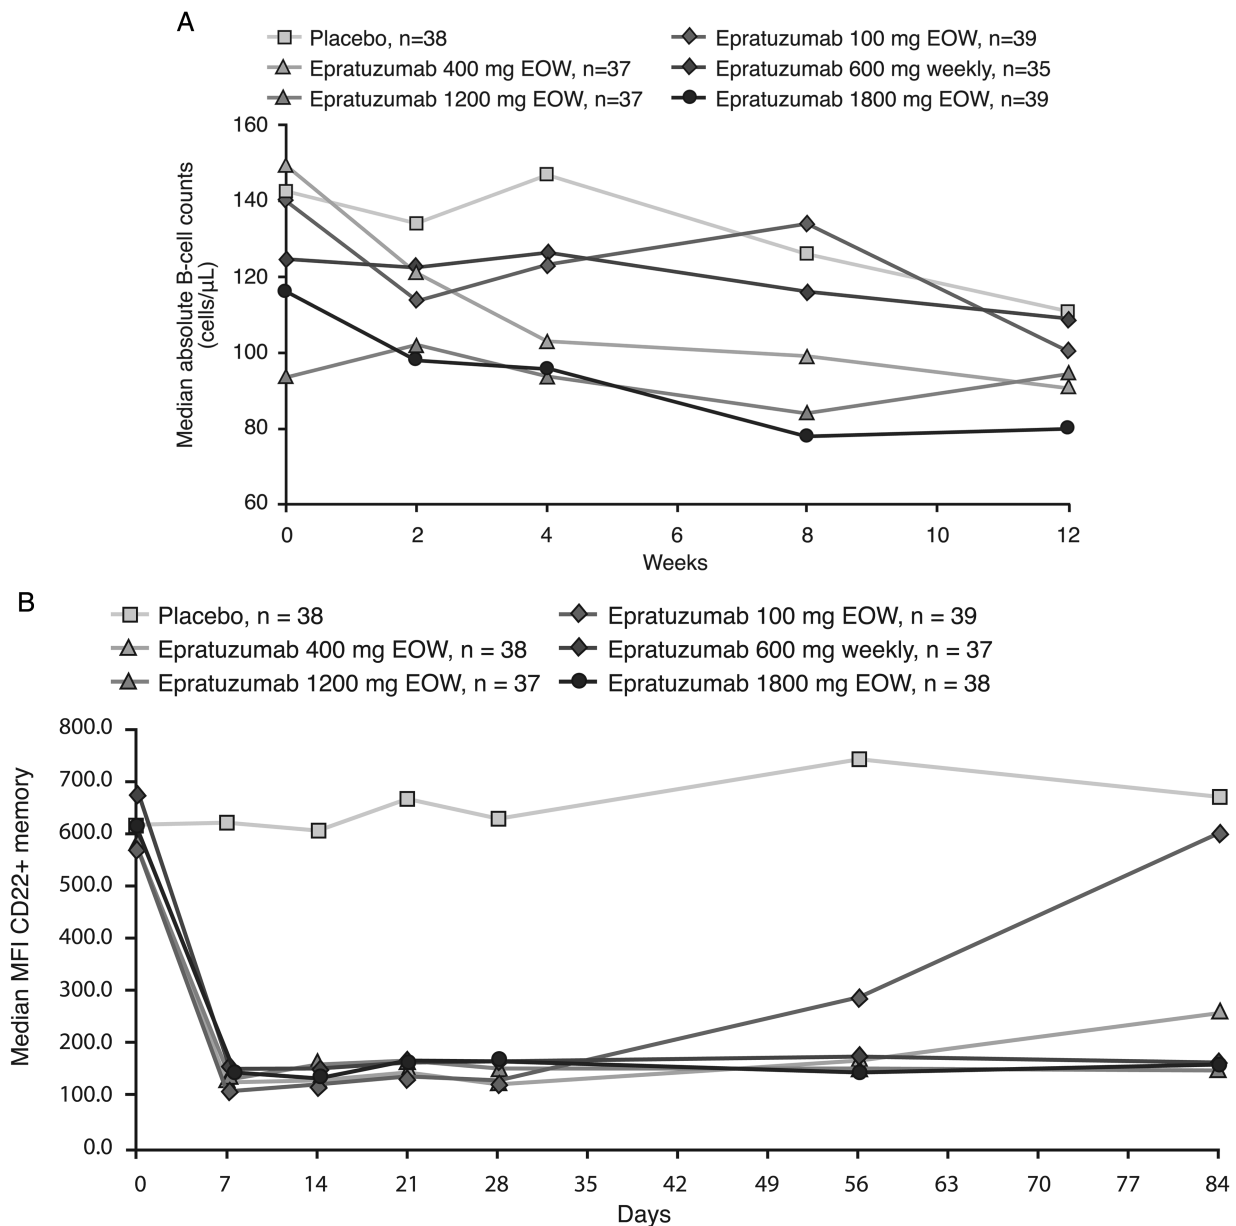 A
Placebo, n=38
Epratuzumab 400 mg EOW, n=37
Epratuzumab 1200 mg EOW, n=37
Epratuzumab 100 mg EOW, n=39
Epratuzumab 600 mg weekly, n=35
Epratuzumab 1800 mg EOW, n=39
Median absolute B-cell counts
(cells/µL)
160
140
120
100
80
60
0 2 4 6 8 10 12
Weeks
B
Placebo, n = 38
Epratuzumab 400 mg EOW, n = 38
Epratuzumab 1200 mg EOW, n = 37
Epratuzumab 100 mg EOW, n = 39
Epratuzumab 600 mg weekly, n = 37
Epratuzumab 1800 mg EOW, n = 38
Median MFI CD22+ memory
800.0
700.0
600.0
500.0
400.0
300.0
200.0
100.0
0.0
0 7 14 21 28 35 42 49 56 63 70 77 84
Days